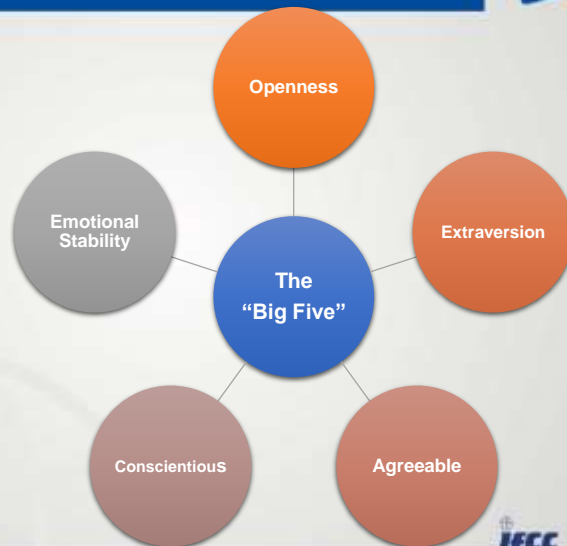 Openness
Emotional
Stability
Extraversion
The
“Big Five”
Conscientious
Agreeable